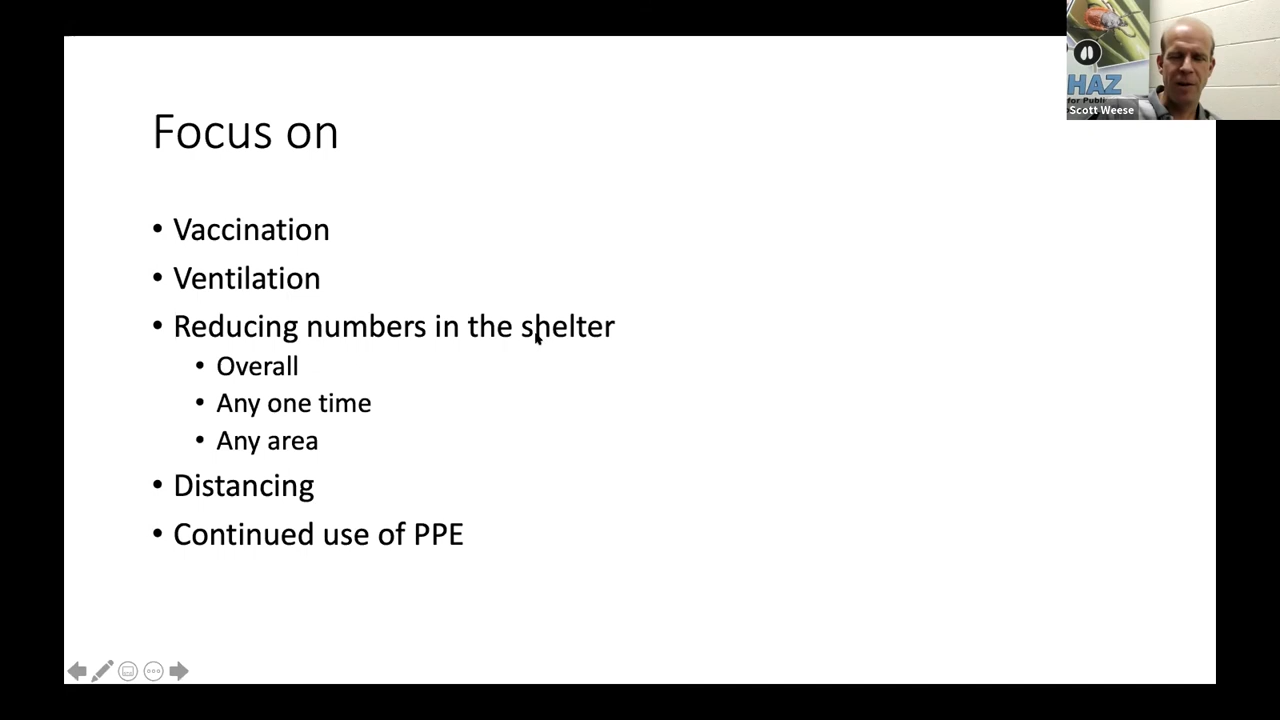 HAZ
for Publi
Scott Weese
Focus on
• Vaccination
• Ventilation
• Reducing numbers in the shelter
• Overall
• Any one time
• Any area
• Distancing
• Continued use of PPE